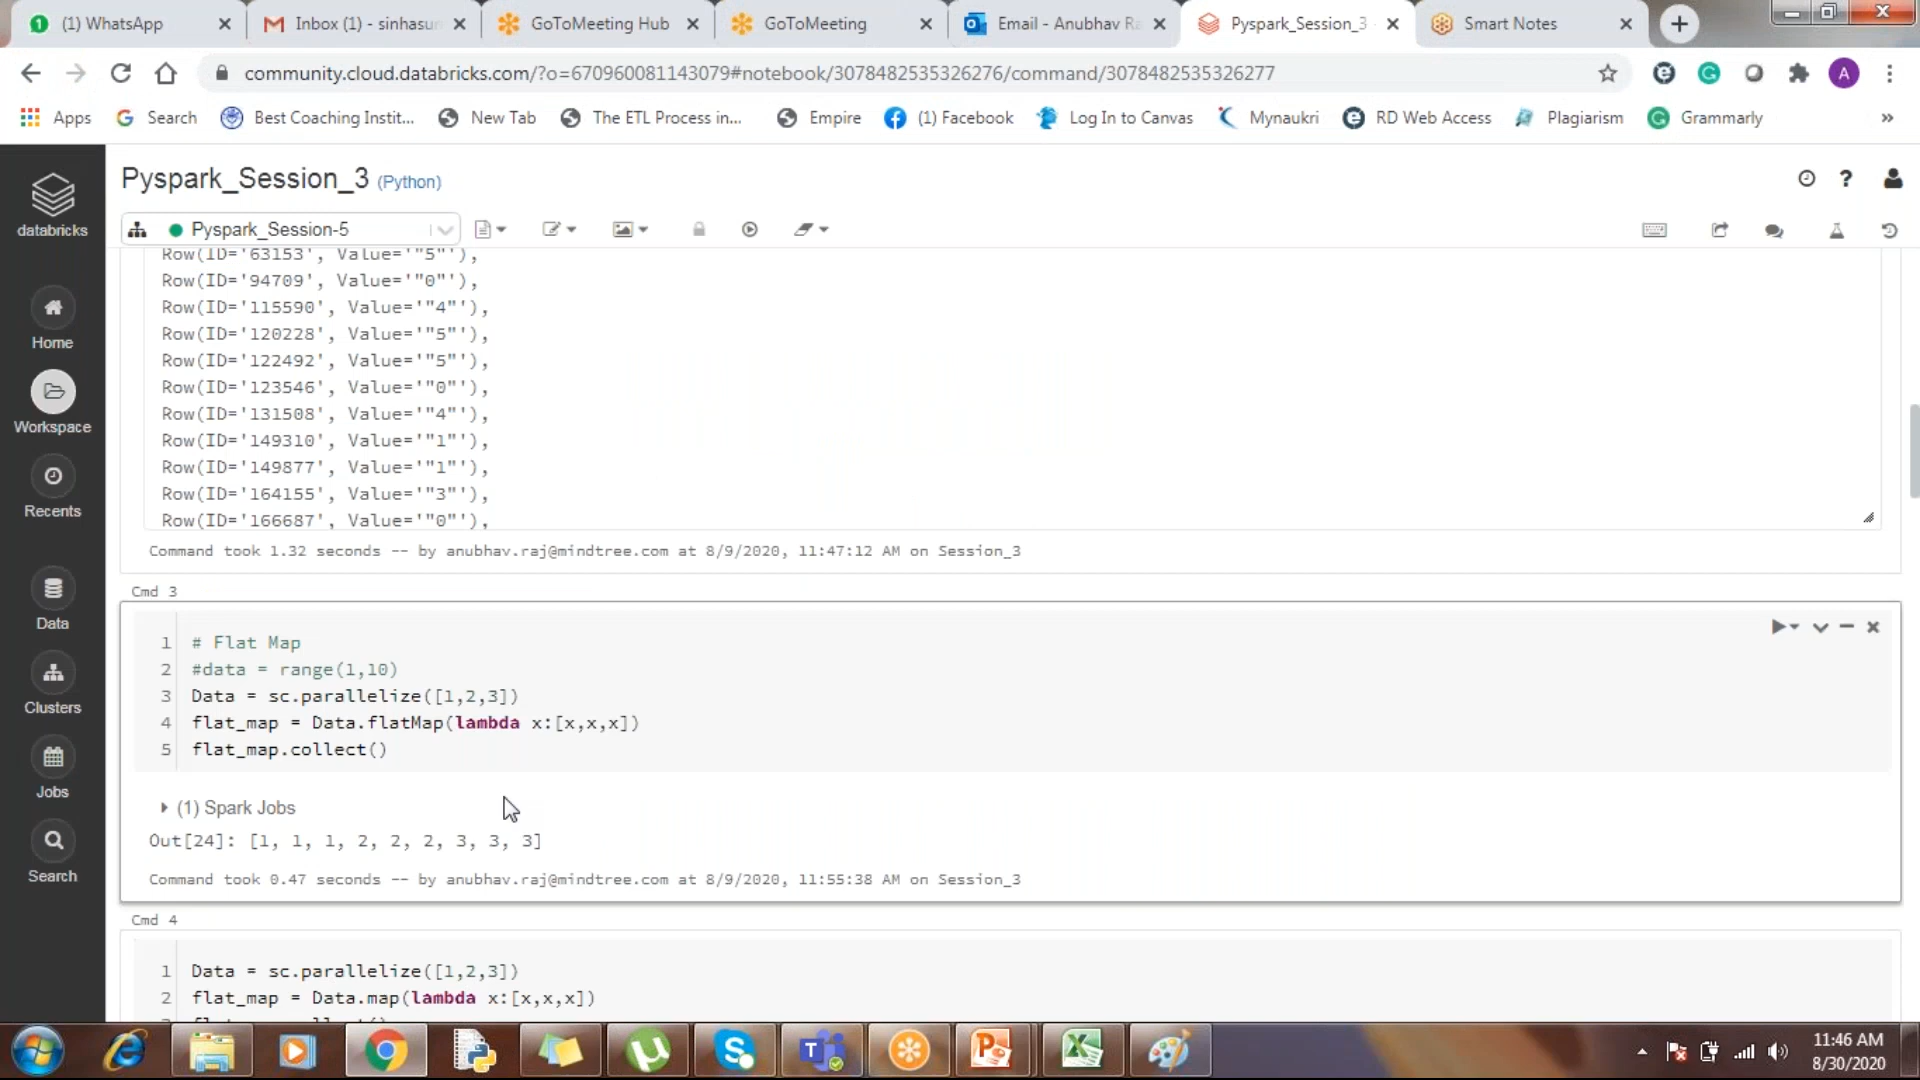 (1) WhatsApp
Inbox (1) - sinhasun
GoToMeeting Hub
GoToMeeting
Email - Anubhav Ra
Pyspark_Session_3 -
Smart Notes
community.cloud.databricks.com/?o=670960081143079#notebook/3078482535326276/command/3078482535326277
A
Apps
Search
Best Coaching Instit...
New Tab
The ETL Process in...
Empire
(1) Facebook
Log In to Canvas
Mynaukri
RD Web Access
Plagiarism
Grammarly
»
databricks
Home
Workspace
Recents
Data
Clusters
Jobs
Search
Pyspark_Session_3 (Python)
Pyspark_Session-5
Row(ID='63153', Value='"5"'),
Row(ID='94709', Value='"0"'),
Row(ID='115590', Value='"4"'),
Row(ID='120228', Value='"5"'),
Row(ID='122492', Value='"5"'),
Row(ID='123546', Value='"0"'),
Row(ID='131508', Value='"4"'),
Row(ID='149310', Value='"1"'),
Row(ID='149877', Value='"1"'),
Row(ID='164155', Value='"3"'),
Row(ID='166687', Value='"0"'),
Command took 1.32 seconds -- by anubhav.raj@mindtree.com at 8/9/2020, 11:47:12 AM on Session_3
Cmd 3
1 # Flat Map
2 #data = range(1,10)
3 Data = sc.parallelize([1,2,3])
4 flat_map = Data.flatMap(lambda x:[x,x,x])
5 flat_map.collect()
(1) Spark Jobs
Out[24]: [1, 1, 1, 2, 2, 2, 3, 3, 3]
Command took 0.47 seconds -- by anubhav.raj@mindtree.com at 8/9/2020, 11:55:38 AM on Session_3
Cmd 4
1 Data = sc.parallelize([1,2,3])
2 flat_map = Data.map(lambda x:[x,x,x])
11:46 AM
8/30/2020